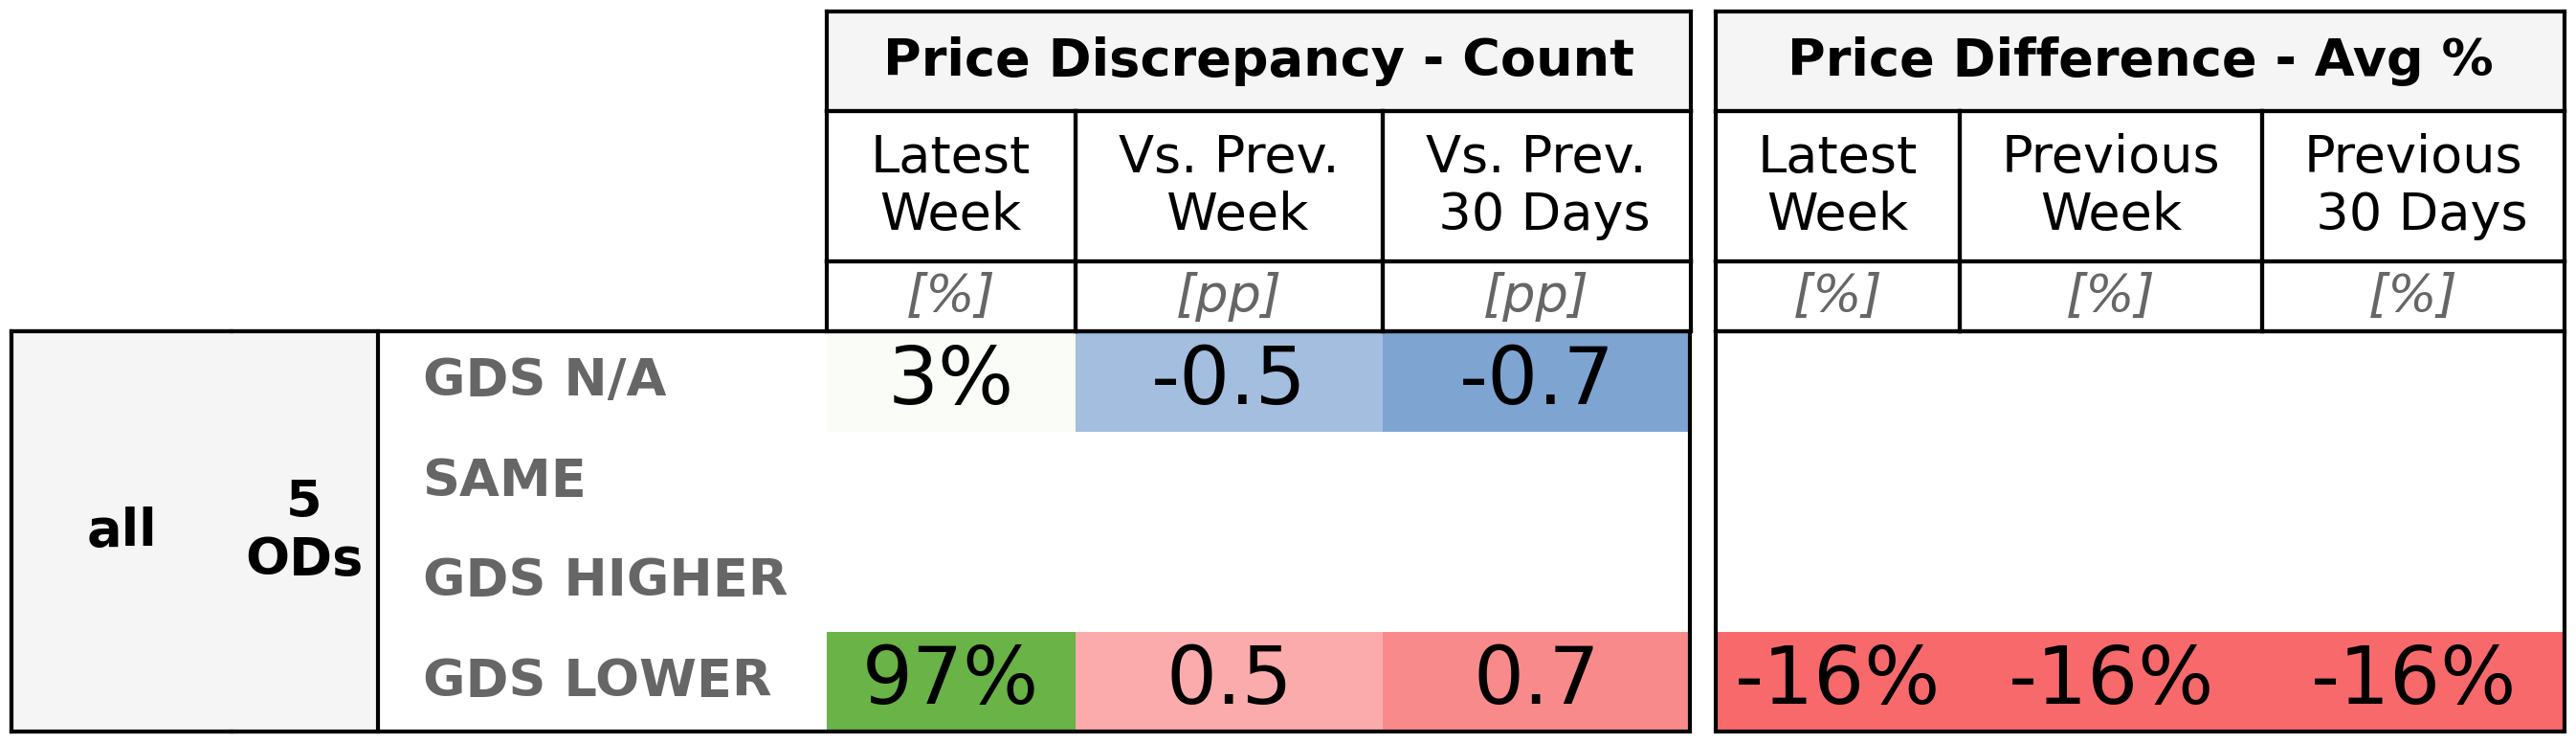 Price Discrepancy - Count
Price Difference - Avg %
Latest Week
Vs. Prev. Week
Vs. Prev. 30 Days
Latest Week
Previous Week
Previous 30 Days
[%]
[pp]
[pp]
[%]
[%]
[%]
all
5 ODs
GDS N/A
3%
-0.5
-0.7
SAME
GDS HIGHER
GDS LOWER
97%
0.5
0.7
-16%
-16%
-16%